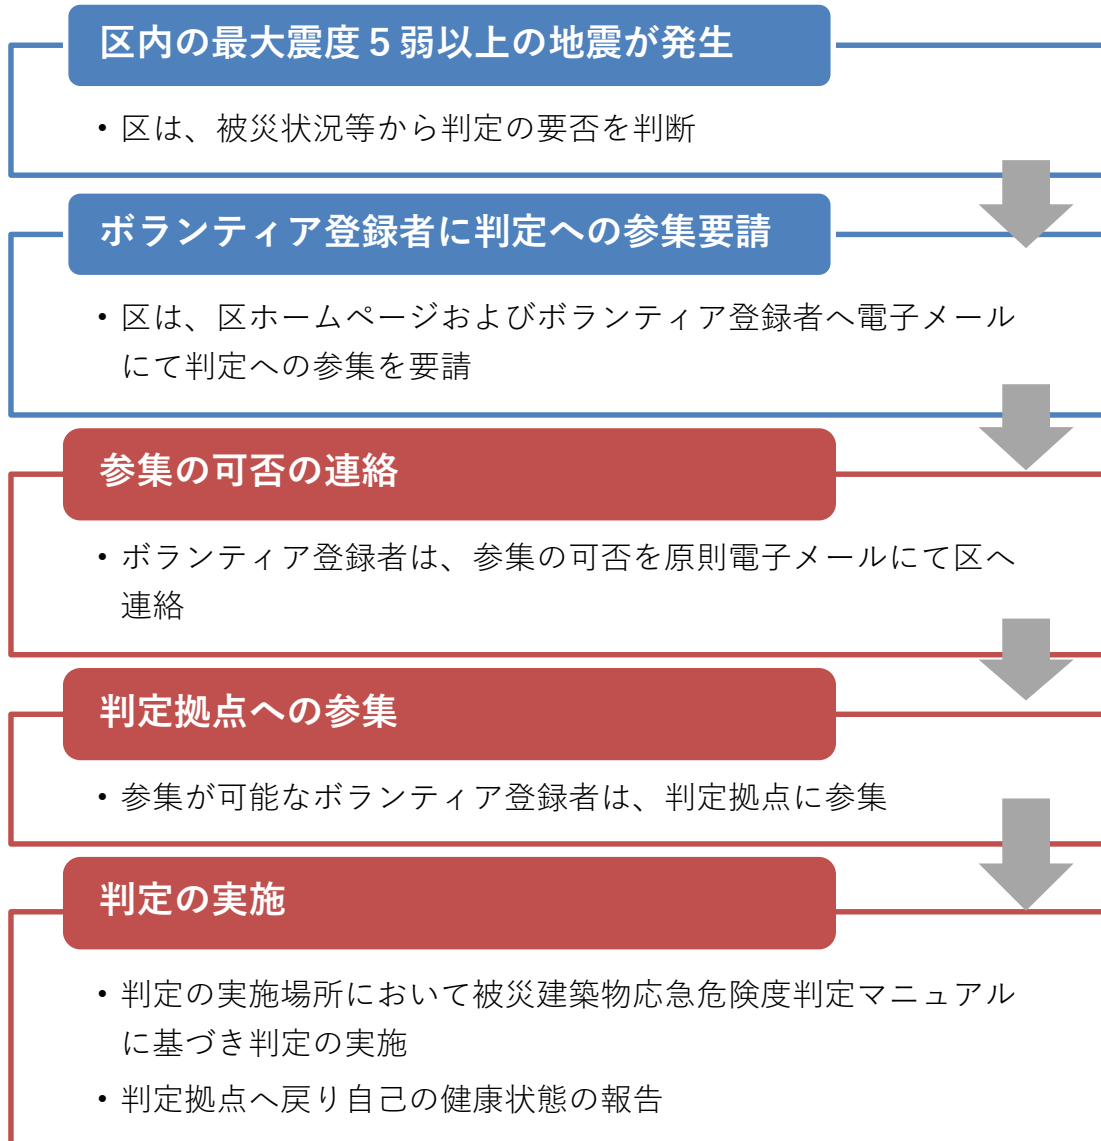 区内の最大震度５弱以上の地震が発生
・区は、被災状況等から判定の要否を判断
ボランティア登録者に判定への参集要請
・区は、区ホームページおよびボランティア登録者へ電子メール
にて判定への参集を要請
参集の可否の連絡
・ボランティア登録者は、参集の可否を原則電子メールにて区へ
連絡
判定拠点への参集
・参集が可能なボランティア登録者は、判定拠点に参集
判定の実施
・判定の実施場所において被災建築物応急危険度判定マニュアル
に基づき判定の実施
・判定拠点へ戻り自己の健康状態の報告